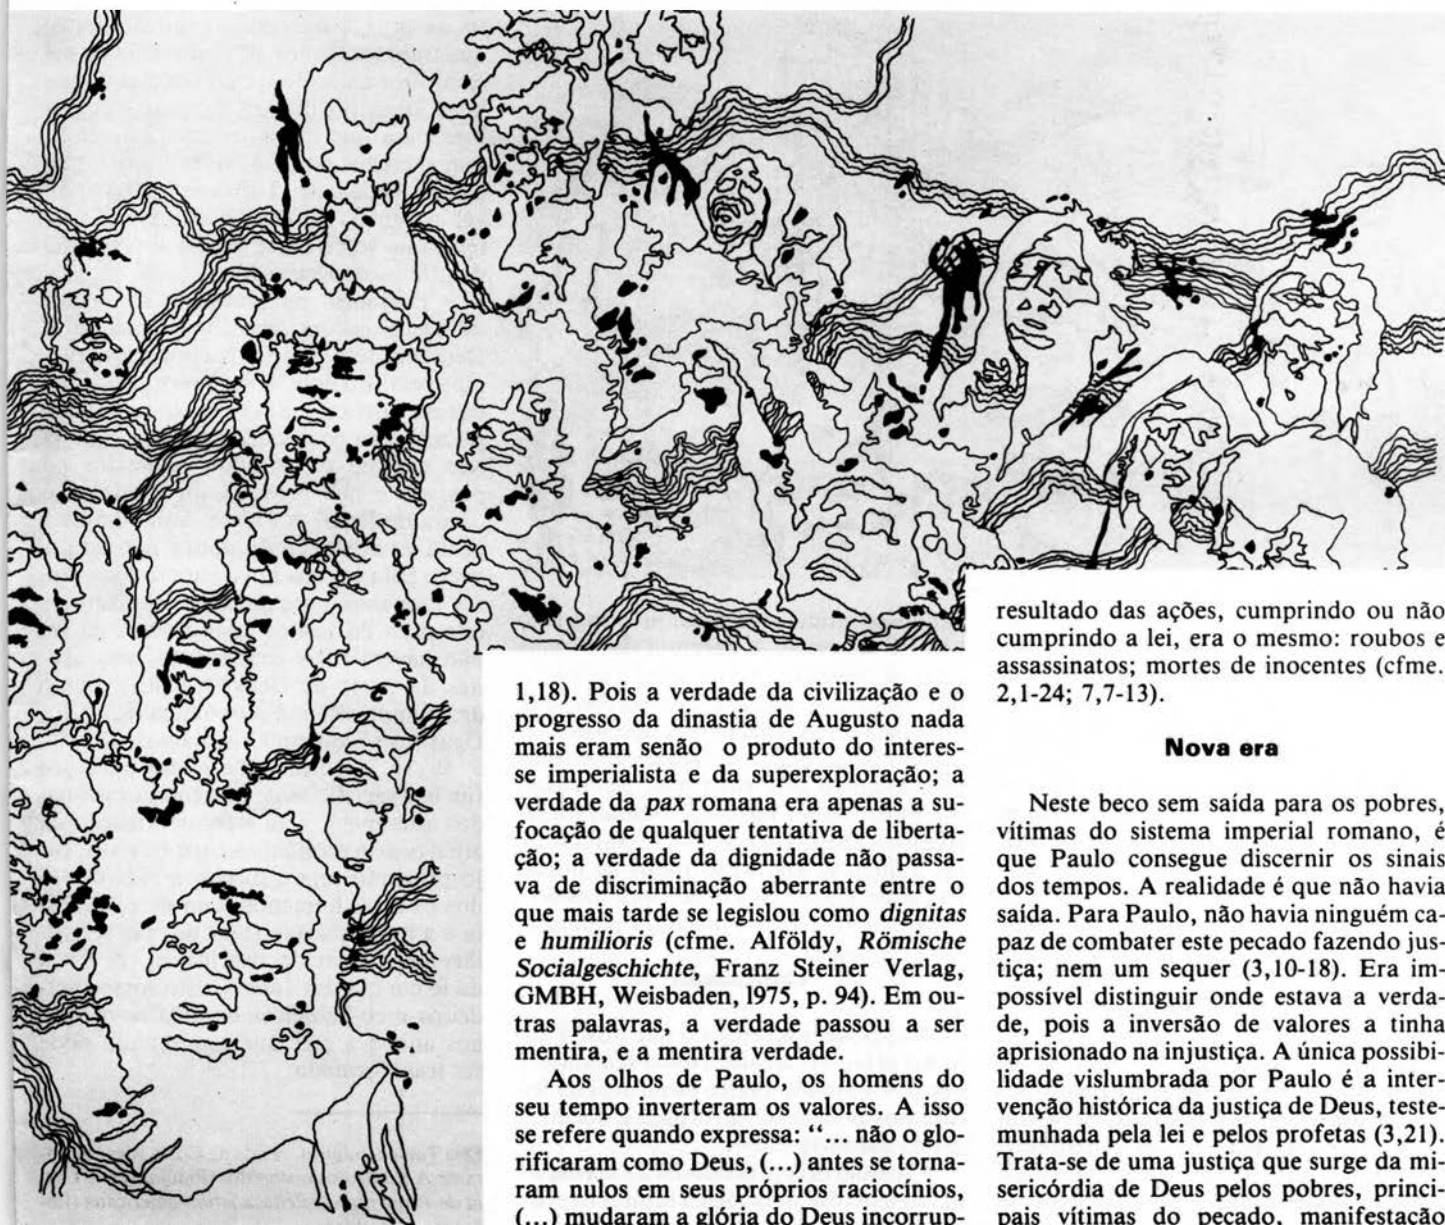 1,18). Pois a verdade da civilização e o
progresso da dinastia de Augusto nada
mais eram senão o produto do interes-
se imperialista e da superexploração; a
verdade da pax romana era apenas a su-
focação de qualquer tentativa de liberta-
ção; a verdade da dignidade não passa-
va de discriminação aberrante entre o
que mais tarde se legislou como dignitas
e humilioris (cfme. Alföldy, Römische
Socialgeschichte, Franz Steiner Verlag,
GMBH, Weisbaden, 1975, p. 94). Em ou-
tras palavras, a verdade passou a ser
mentira, e a mentira verdade.
Aos olhos de Paulo, os homens do
seu tempo inverteram os valores. A isso
se refere quando expressa: “... não o glo-
rificaram como Deus, (...) antes se torna-
ram nulos em seus próprios raciocínios,
(...) mudaram a glória do Deus incorrup-
resultado das ações, cumprindo ou não
cumprindo a lei, era o mesmo: roubos e
assassinatos; mortes de inocentes (cfme.
2,1-24; 7,7-13).
Nova era
Neste beco sem saída para os pobres,
vítimas do sistema imperial romano, é
que Paulo consegue discernir os sinais
dos tempos. A realidade é que não havia
saída. Para Paulo, não havia ninguém ca-
paz de combater este pecado fazendo jus-
tiça; nem um sequer (3,10-18). Era im-
possível distinguir onde estava a verda-
de, pois a inversão de valores a tinha
aprisionado na injustiça. A única possibi-
lidade vislumbrada por Paulo é a inter-
venção histórica da justiça de Deus, teste-
munhada pela lei e pelos profetas (3,21).
Trata-se de uma justiça que surge da mi-
sericórdia de Deus pelos pobres, princi-
pais vítimas do pecado, manifestação